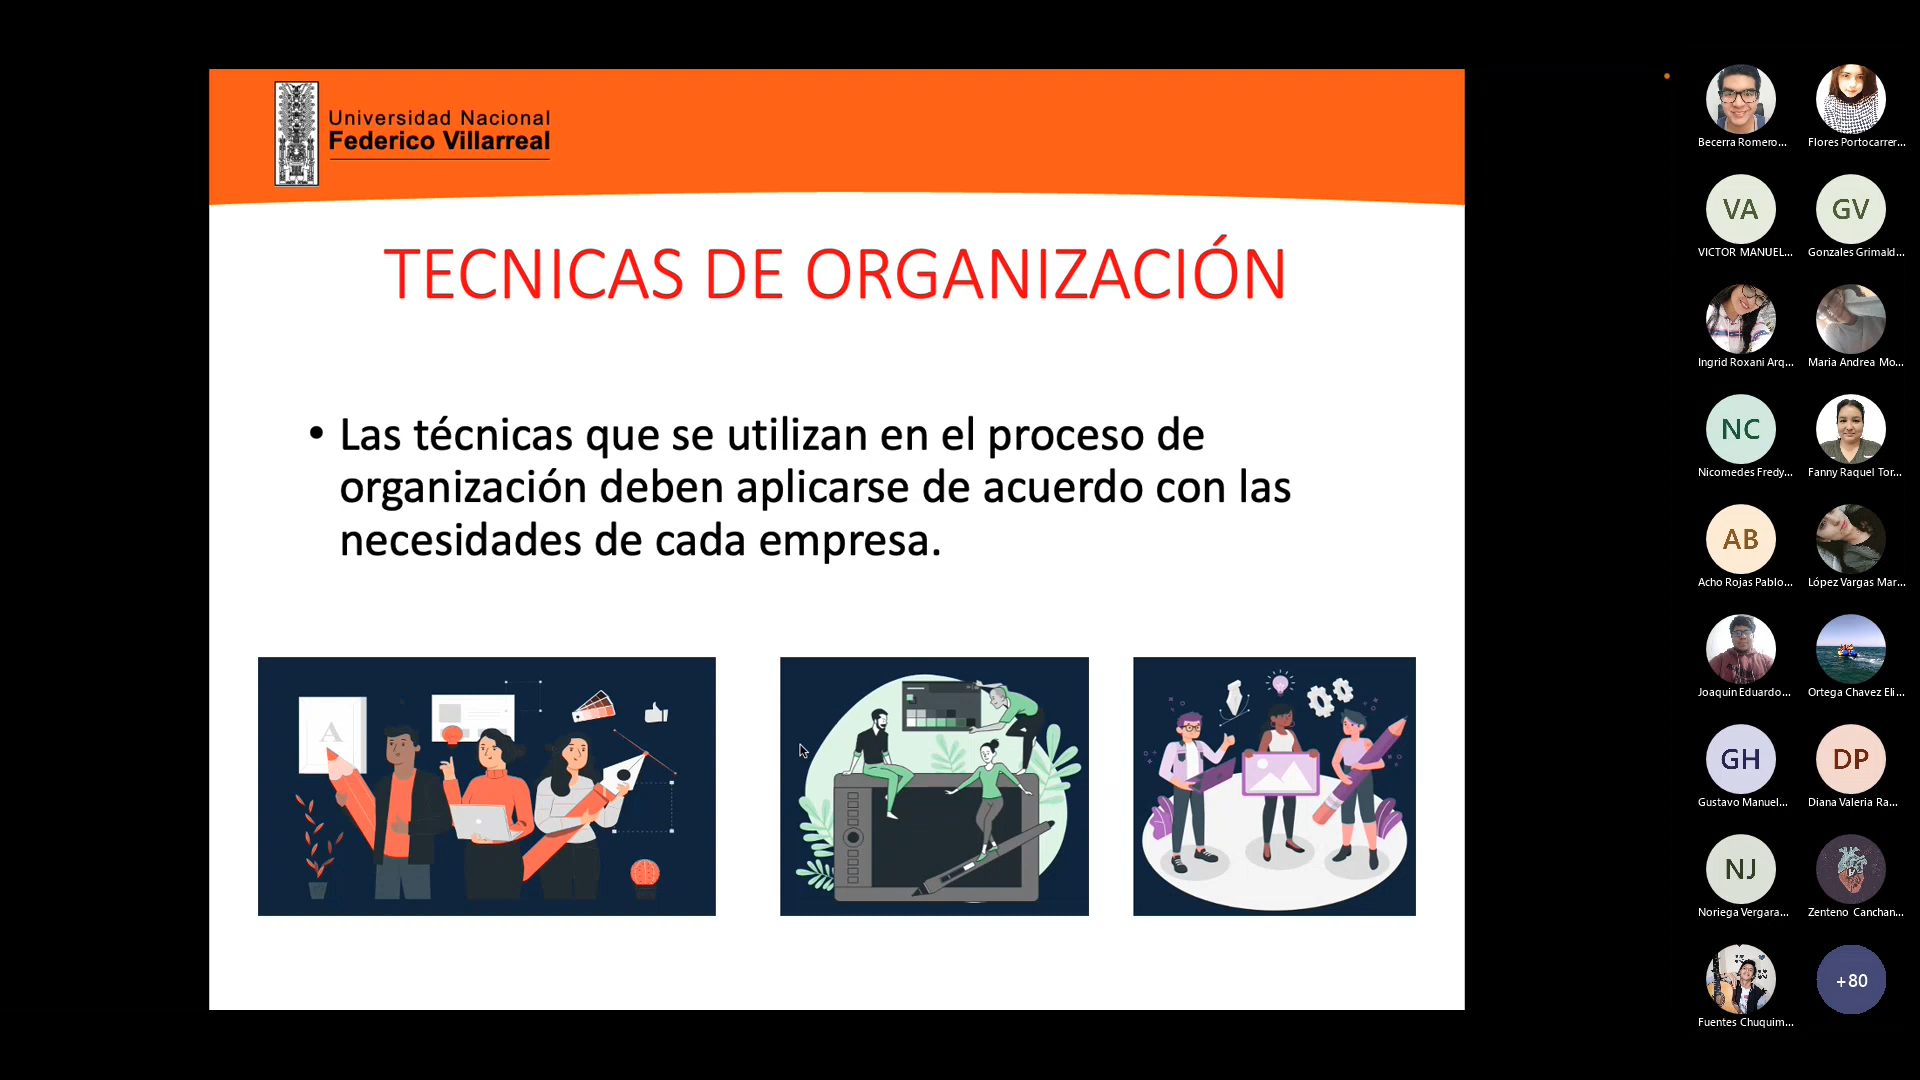 Universidad Nacional
Federico Villarreal
TECNICAS DE ORGANIZACIÓN
• Las técnicas que se utilizan en el proceso de
organización deben aplicarse de acuerdo con las
necesidades de cada empresa.
A
Becerra Romero...
Flores Portocarrer...
VA
GV
VICTOR MANUEL...
Gonzales Grimald...
Ingrid Roxani Arq...
Maria Andrea Mo...
NC
Nicomedes Fredy...
Fanny Raquel Tor...
AB
Acho Rojas Pablo...
López Vargas Mar...
Joaquin Eduardo...
Ortega Chavez Eli...
GH
DP
Gustavo Manuel...
Diana Valeria Ra...
NJ
Noriega Vergara...
Zenteno Canchan...
+80
Fuentes Chuquim...